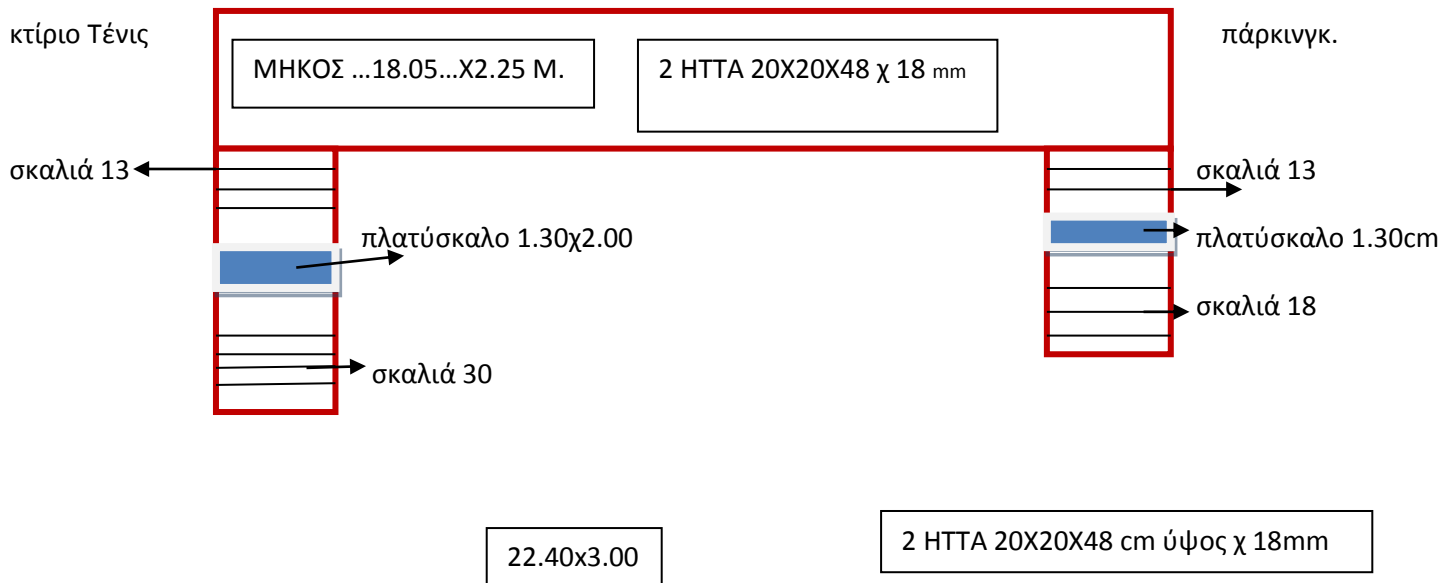 κτίριο Τένις
πάρκινγκ.
ΜΗΚΟΣ …18.05…Χ2.25 Μ.
2 ΗΤΤΑ 20Χ20Χ48 χ 18 mm
σκαλιά 13
σκαλιά 13
πλατύσκαλο 1.30χ2.00
πλατύσκαλο 1.30cm
σκαλιά 18
σκαλιά 30
22.40x3.00
2 ΗΤΤΑ 20Χ20Χ48 cm ύψος χ 18mm